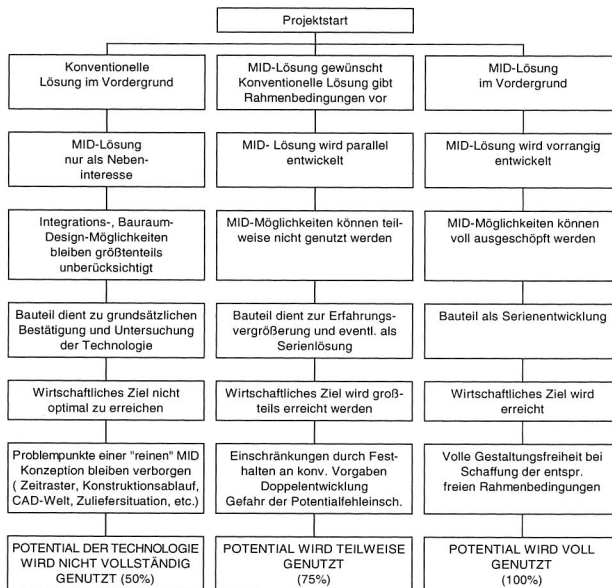 Projektstart
Konventionelle
Lösung im Vordergrund
MID-Lösung
nur als Neben-
interesse
Integrations-, Bauraum-
Design-Möglichkeiten
bleiben größtenteils
unberücksichtigt
Bauteil dient zu grundsätzlichen
Bestätigung und Untersuchung
der Technologie
Wirtschaftliches Ziel nicht
optimal zu erreichen
Problempunkte einer "reinen" MID
Konzeption bleiben verborgen
( Zeitraster, Konstruktionsablauf,
CAD-Welt, Zuliefersituation, etc.)
POTENTIAL DER TECHNOLOGIE
WIRD NICHT VOLLSTÄNDIG
GENUTZT (50%)
MID-Lösung gewünscht
Konventionelle Lösung gibt
Rahmenbedingungen vor
MID- Lösung wird parallel
entwickelt
MID-Möglichkeiten können teil-
weise nicht genutzt werden
Bauteil dient zur Erfahrungs-
vergrößerung und eventl. als
Serienlösung
Wirtschaftliches Ziel wird groß-
teils erreicht werden
Einschränkungen durch Fest-
halten an konv. Vorgaben
Doppelentwicklung
Gefahr der Potentialfehleinsch.
POTENTIAL WIRD TEILWEISE
GENUTZT
(75%)
MID-Lösung
im Vordergrund
MID-Lösung wird vorrangig
entwickelt
MID-Möglichkeiten können
voll ausgeschöpft werden
Bauteil als Serienentwicklung
Wirtschaftliches Ziel wird
erreicht
Volle Gestaltungsfreiheit bei
Schaffung der entspr.
freien Rahmenbedingungen
POTENTIAL WIRD VOLL
GENUTZT
(100%)